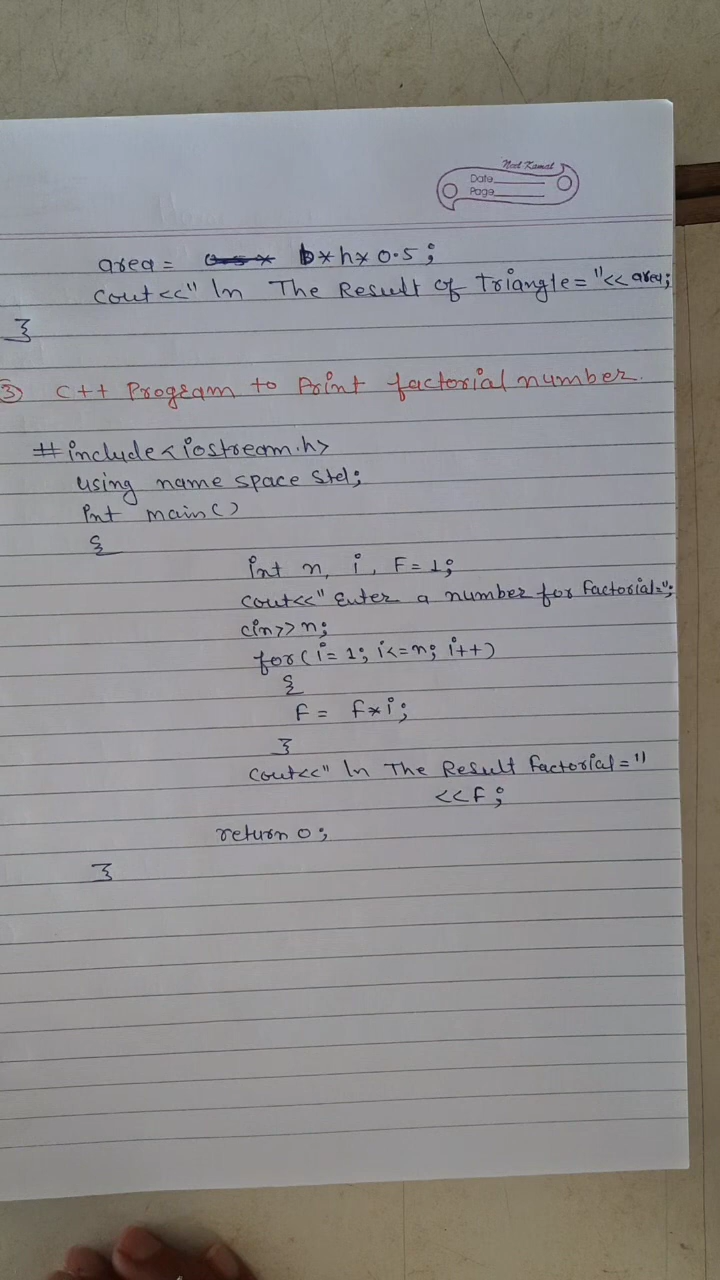 Neel Kamal
Date
Page
area = b*h*0.5;
cout<<"In The Result of Triangle="<<area;
}
③ C++ Program to Print factorial number.
#include<iostream.h>
using name space std;
int main()
{
int n, i, F=1;
cout<<"Enter a number for Factorial=";
cin>>n;
for(i=1; i<=n; i++)
{
F = F*i;
}
cout<<"In The Result factorial="
<<F;
return 0;
}